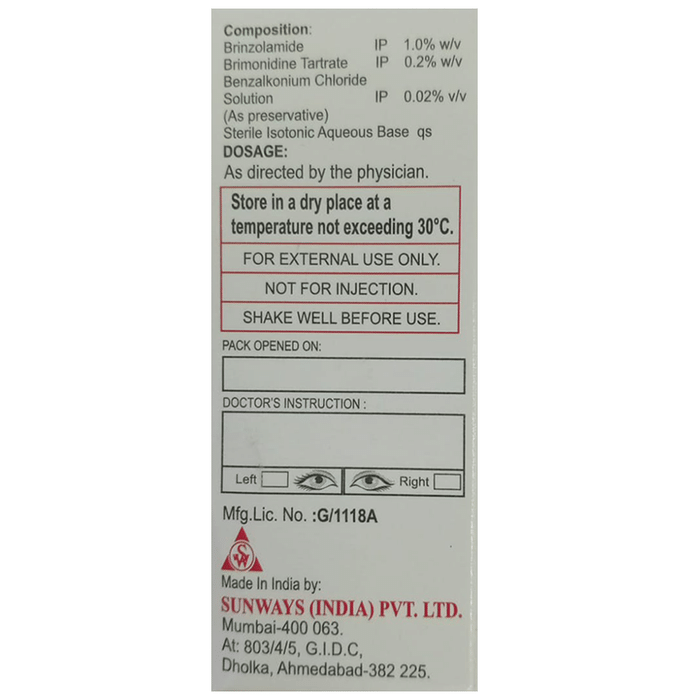 Composition:
Brinzolamide IP 1.0% w/v
Brimonidine Tartrate IP 0.2% w/v
Benzalkonium Chloride
Solution IP 0.02% v/v
(As preservative)
Sterile Isotonic Aqueous Base qs
DOSAGE:
As directed by the physician.
Store in a dry place at a
temperature not exceeding 30°C.
FOR EXTERNAL USE ONLY.
NOT FOR INJECTION.
SHAKE WELL BEFORE USE.
PACK OPENED ON:
DOCTOR'S INSTRUCTION :
Left Right
Mfg.Lic. No. :G/1118A
SW
Made In India by:
SUNWAYS (INDIA) PVT. LTD.
Mumbai-400 063.
At: 803/4/5, G.I.D.C,
Dholka, Ahmedabad-382 225.